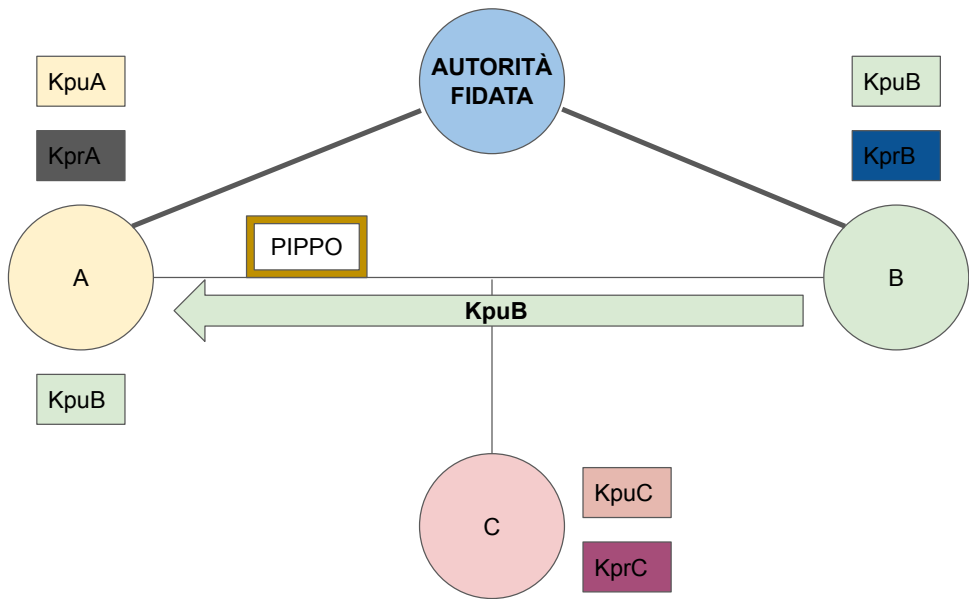 AUTORITÀ
FIDATA
KpuA
KpuB
KprA
KprB
PIPPO
A
B
KpuB
KpuB
KpuC
C
KprC